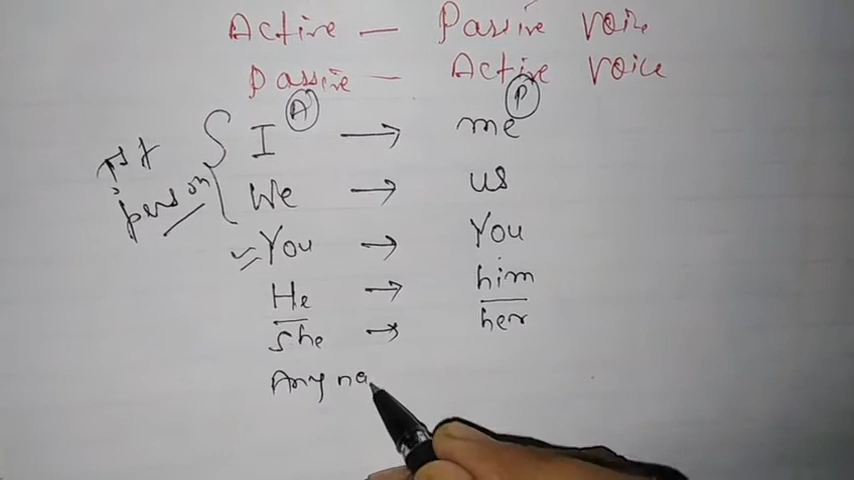 Active – Passive Voice
Passive – Active Voice
A P
I → me
1st person
We → us
You → You
He → him
She → her
Any na